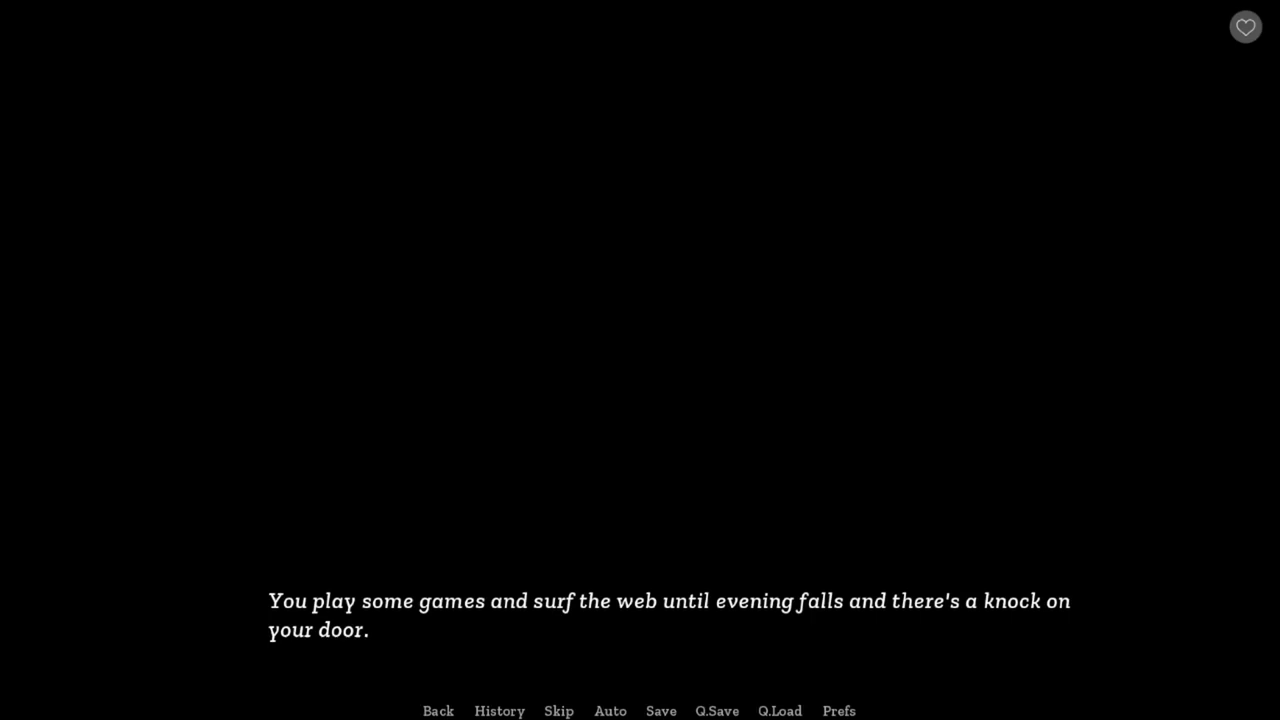 You play some games and surf the web until evening falls and there's a knock on
your door.
Back History Skip Auto Save Q.Save Q.Load Prefs